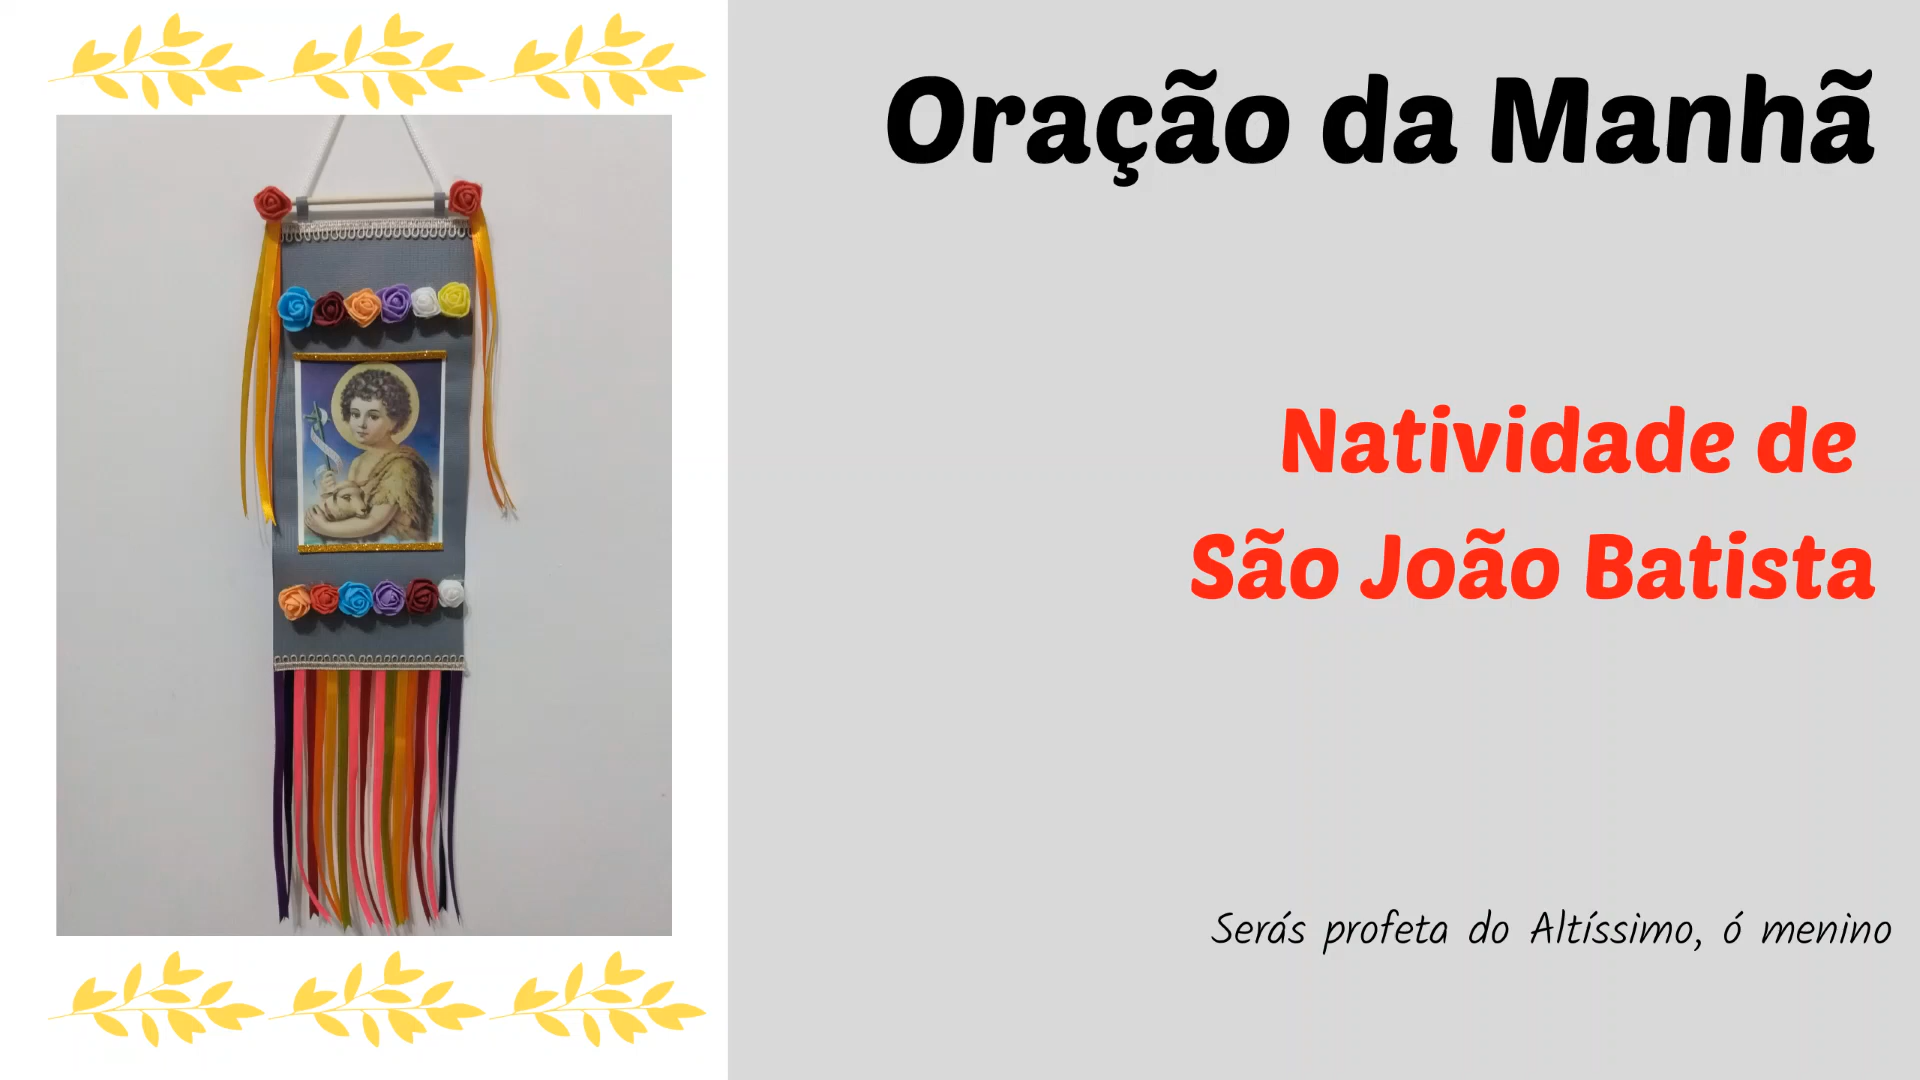 Oração da Manhã
Natividade de
São João Batista
Serás profeta do Altíssimo, ó menino